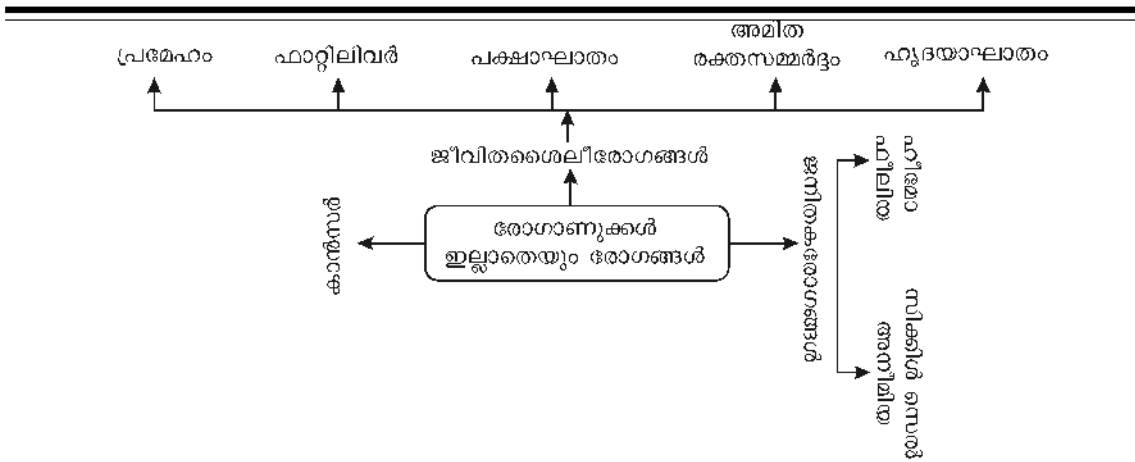 പ്രമേഹം
ഫാറ്റിലിവർ
പക്ഷാഘാതം
അമിത
രക്തസമ്മർദ്ദം
ഹൃദയാഘാതം
ജീവിതശൈലീരോഗങ്ങൾ
കാൻസർ
രോഗാണുക്കൾ
ഇല്ലാതെയും രോഗങ്ങൾ
ജനിതകരോഗങ്ങൾ
ഹീമോ
ഫീലിയ
സിക്കിൾ സെൽ
അനീമിയ